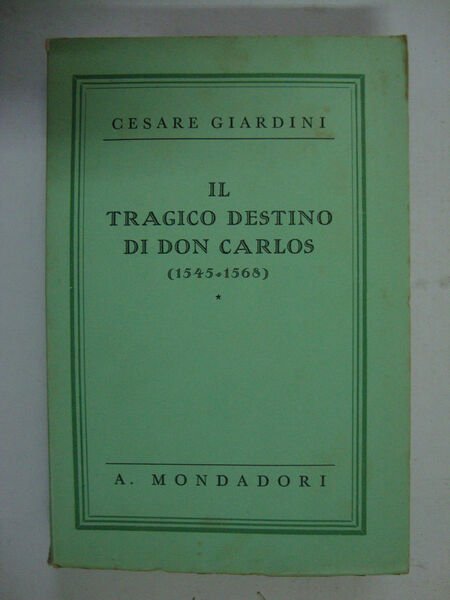 CESARE GIARDINI
IL
TRAGICO DESTINO
DI DON CARLOS
(1545-1568)
*
A. MONDADORI